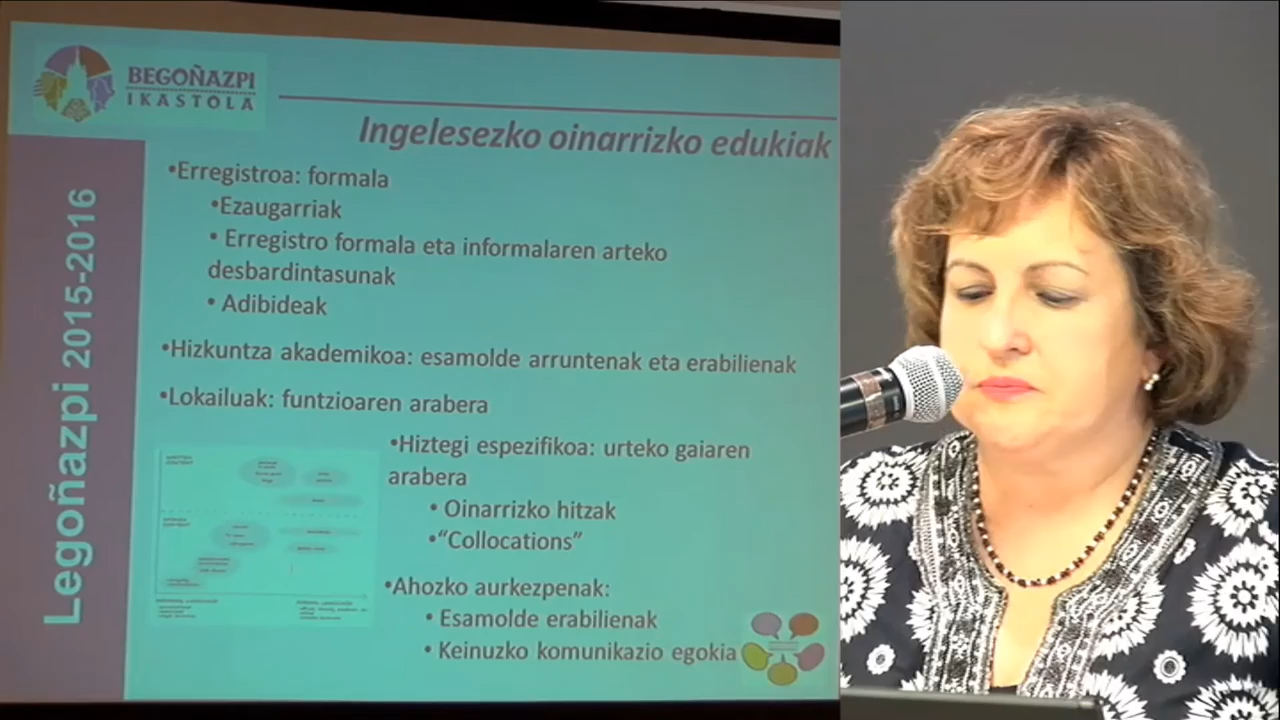 BEGOÑAZPI
IKASTOLA
Ingelesezko oinarrizko edukiak
Legoñazpi 2015-2016
•Erregistroa: formala
•Ezaugarriak
• Erregistro formala eta informalaren arteko
desbardintasunak
• Adibideak
•Hizkuntza akademikoa: esamolde arruntenak eta erabilienak
•Lokailuak: funtzioaren arabera
•Hiztegi espezifikoa: urteko gaiaren
arabera
• Oinarrizko hitzak
•“Collocations”
•Ahozko aurkezpenak:
• Esamolde erabilienak
• Keinuzko komunikazio egokia